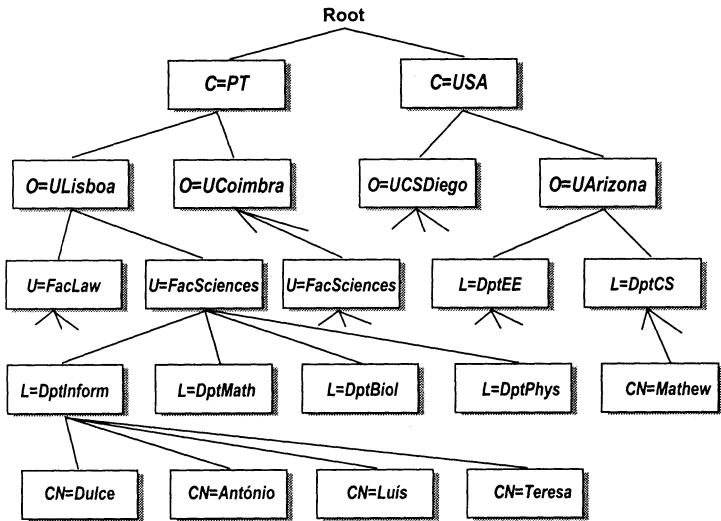 Root
C=PT
C=USA
O=ULisboa
O=UCoimbra
O=UCSDiego
O=UArizona
U=FacLaw
U=FacSciences
U=FacSciences
L=DptEE
L=DptCS
L=DptInform
L=DptMath
L=DptBiol
L=DptPhys
CN=Mathew
CN=Dulce
CN=António
CN=Luís
CN=Teresa